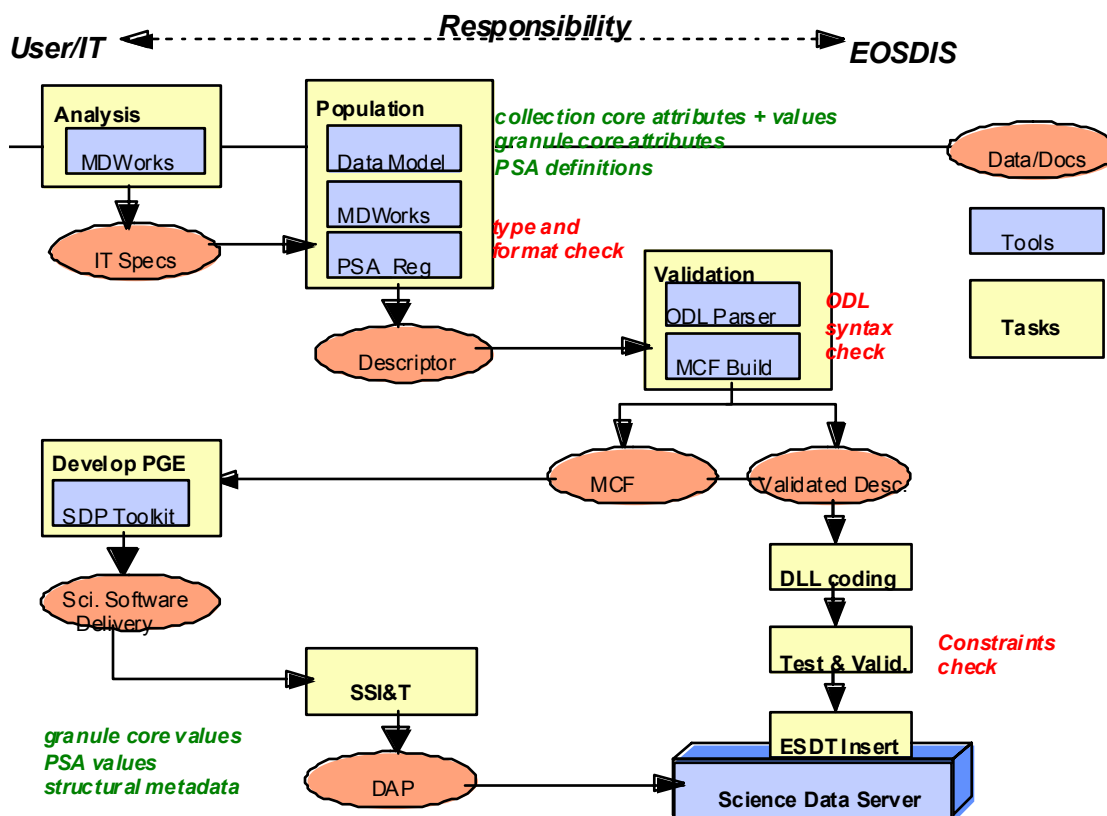 Responsibility
User/IT
EOSDIS
Analysis
MDWorks
IT Specs
Population
Data Model
MDWorks
PSA Reg
collection core attributes + values
granule core attributes
PSA definitions
type and
format check
Data/Docs
Tools
Tasks
Descriptor
Validation
ODL Parser
MCF Build
ODL
syntax
check
MCF
Validated Desc.
Develop PGE
SDP Toolkit
Sci. Software
Delivery
DLL coding
Test & Valid.
Constraints
check
SSI&T
ESDT Insert
granule core values
PSA values
structural metadata
DAP
Science Data Server